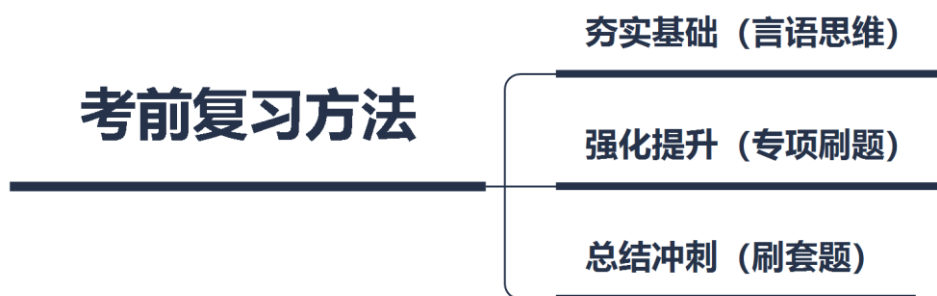 考前复习方法
夯实基础（言语思维）
强化提升（专项刷题）
总结冲刺（刷套题）